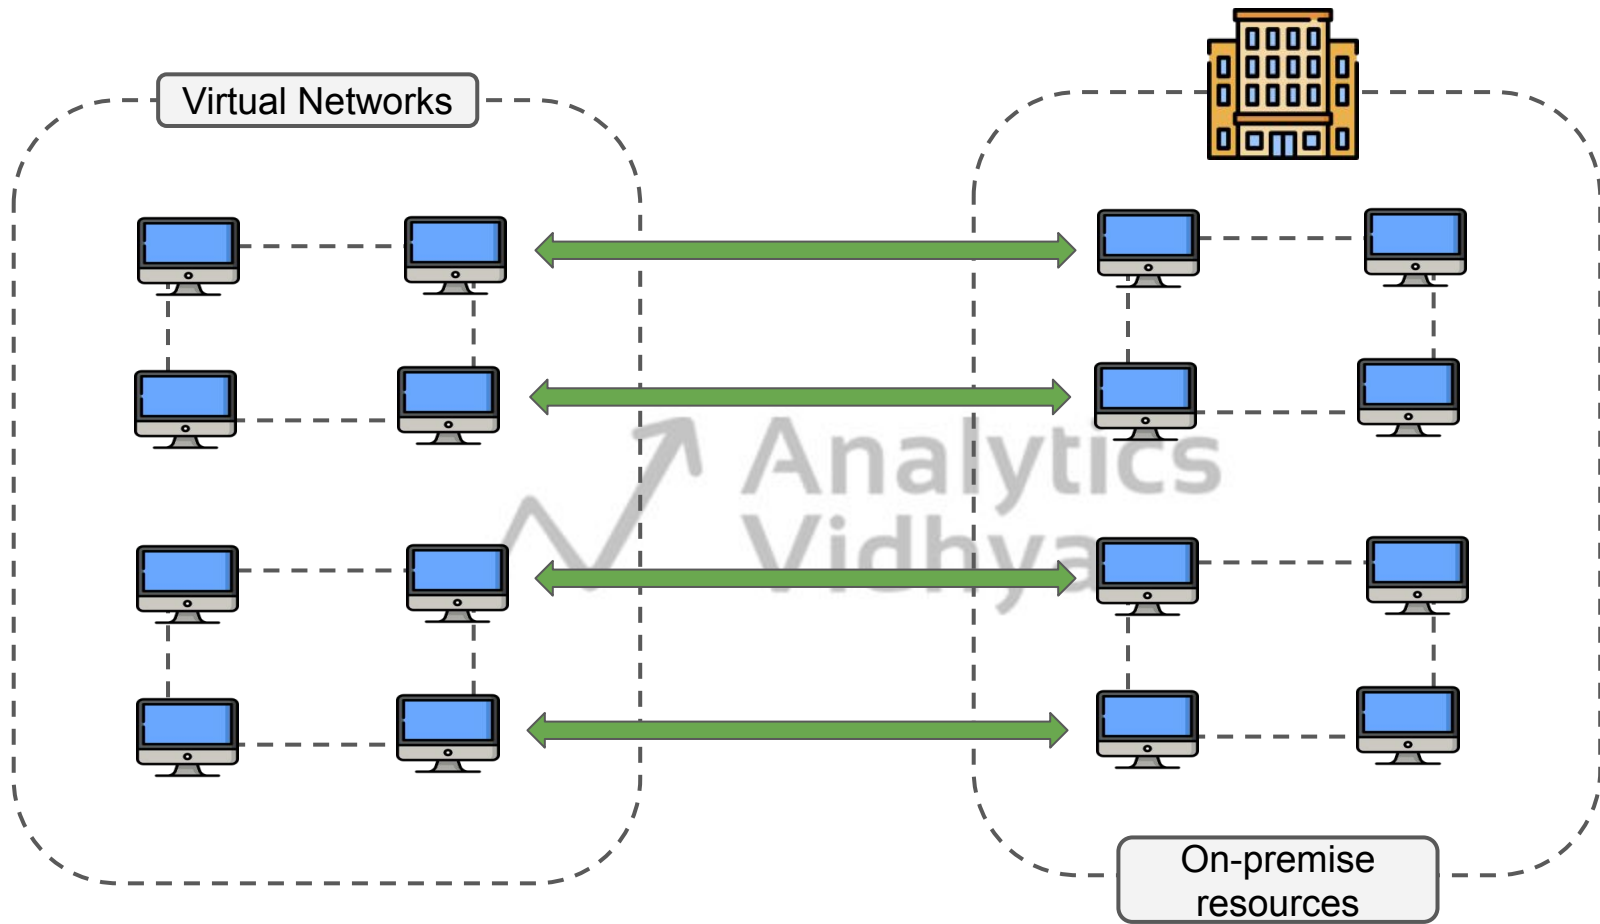 Virtual Networks
Analytics
Vidhya
On-premise
resources